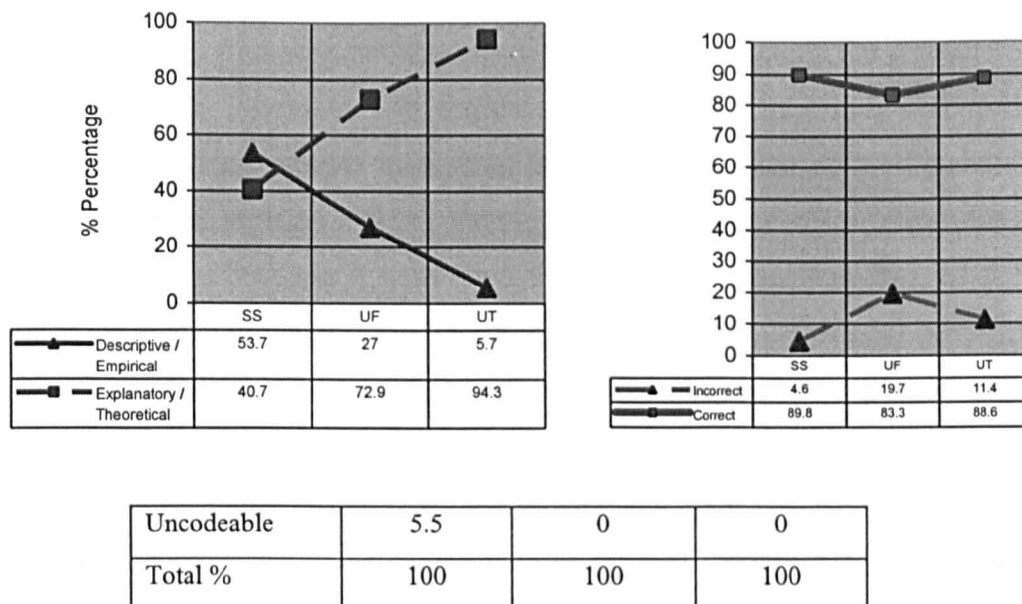 100
80
60
40
20
0
% Percentage
SS UF UT
Descriptive / Empirical 53.7 27 5.7
Explanatory / Theoretical 40.7 72.9 94.3
100
90
80
70
60
50
40
30
20
10
0
SS UF UT
Incorrect 4.6 19.7 11.4
Correct 89.8 83.3 88.6
Uncodeable 5.5 0 0
Total % 100 100 100